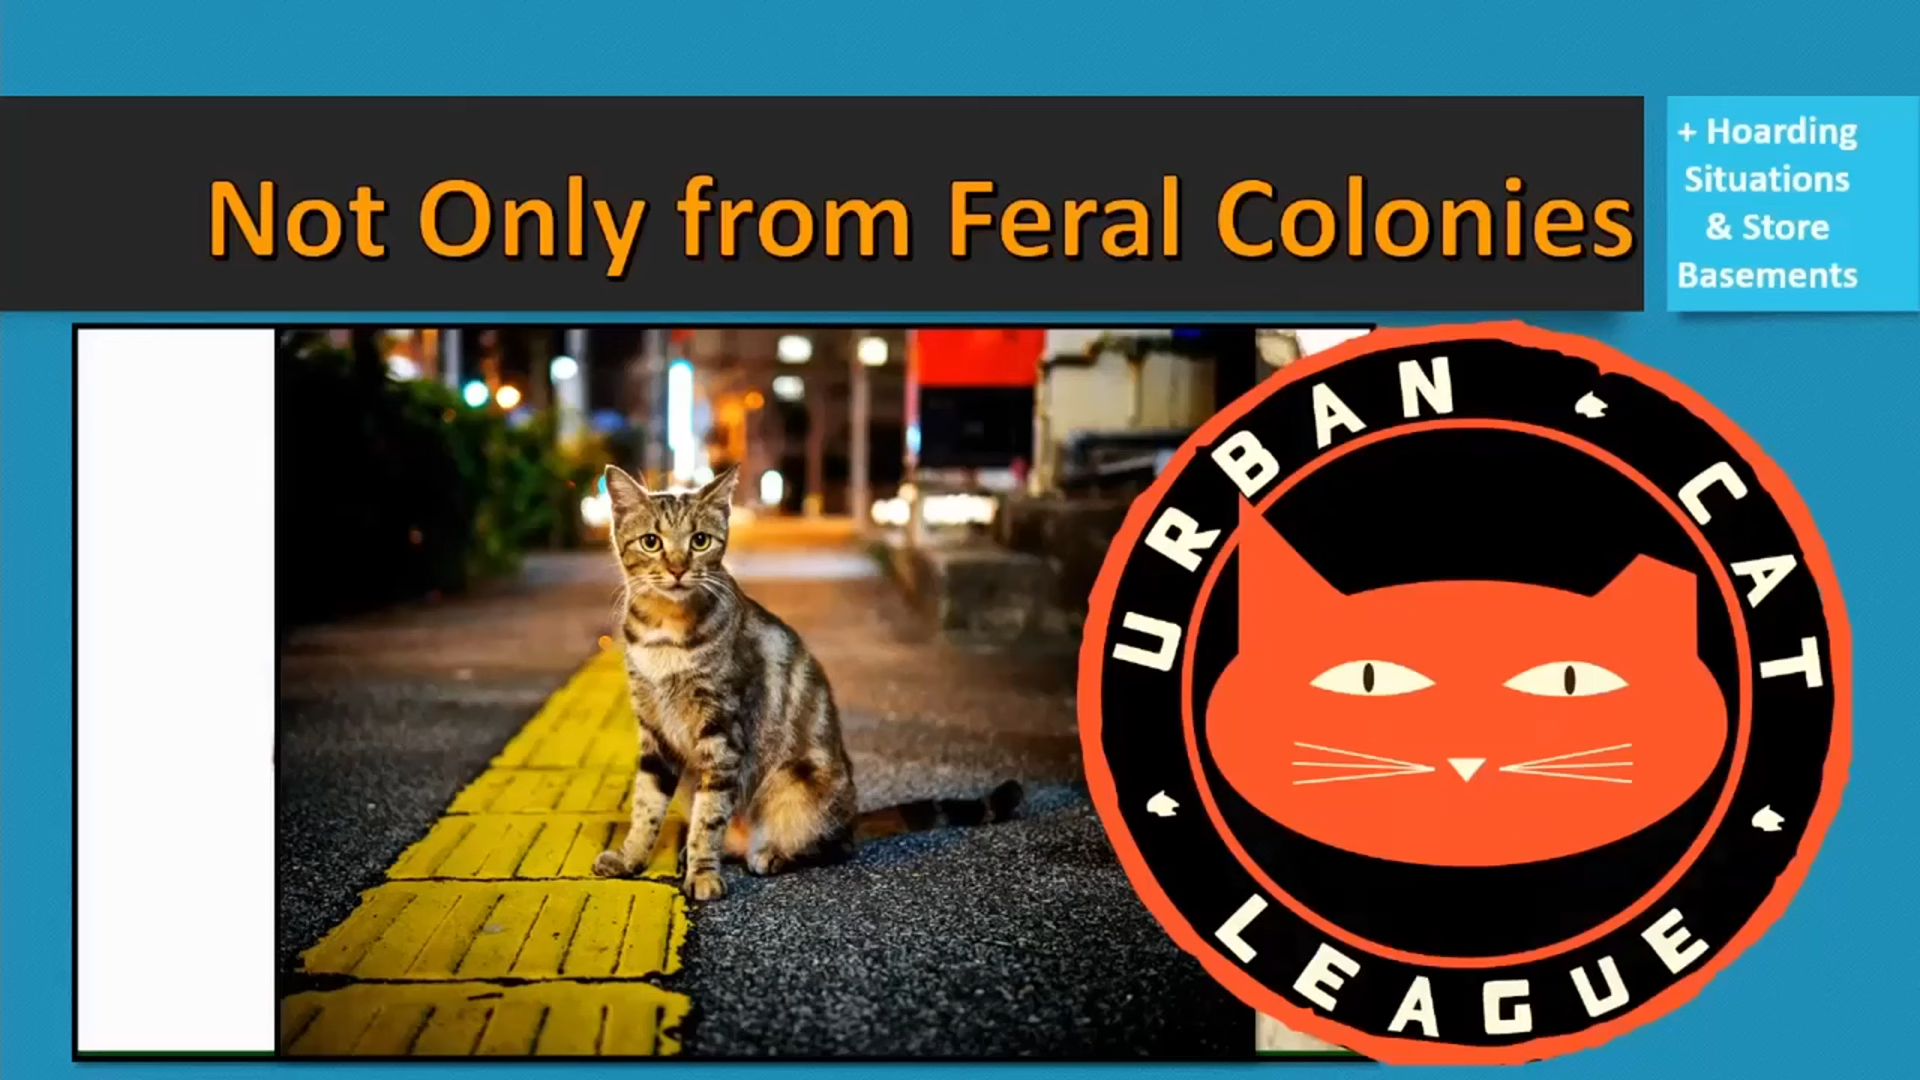 Not Only from Feral Colonies
+ Hoarding
Situations
& Store
Basements
URBAN CAT
LEAGUE